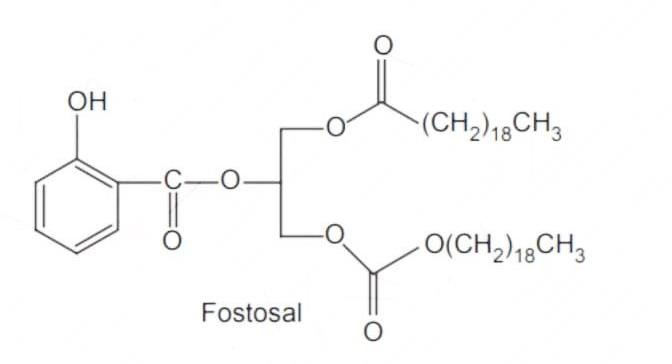 O
OH
O
(CH₂)₁₈CH₃
C O
O
O
O(CH₂)₁₈CH₃
Fostosal
O